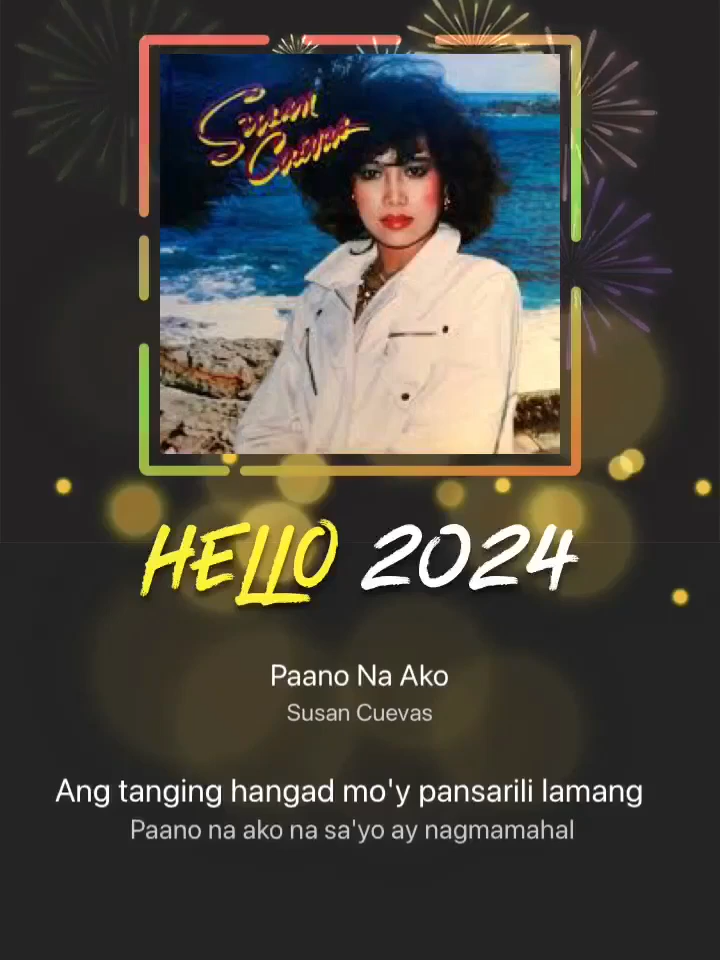 Susan
Cuevas
HELLO 2024
Paano Na Ako
Susan Cuevas
Ang tanging hangad mo'y pansarili lamang
Paano na ako na sa'yo ay nagmamahal